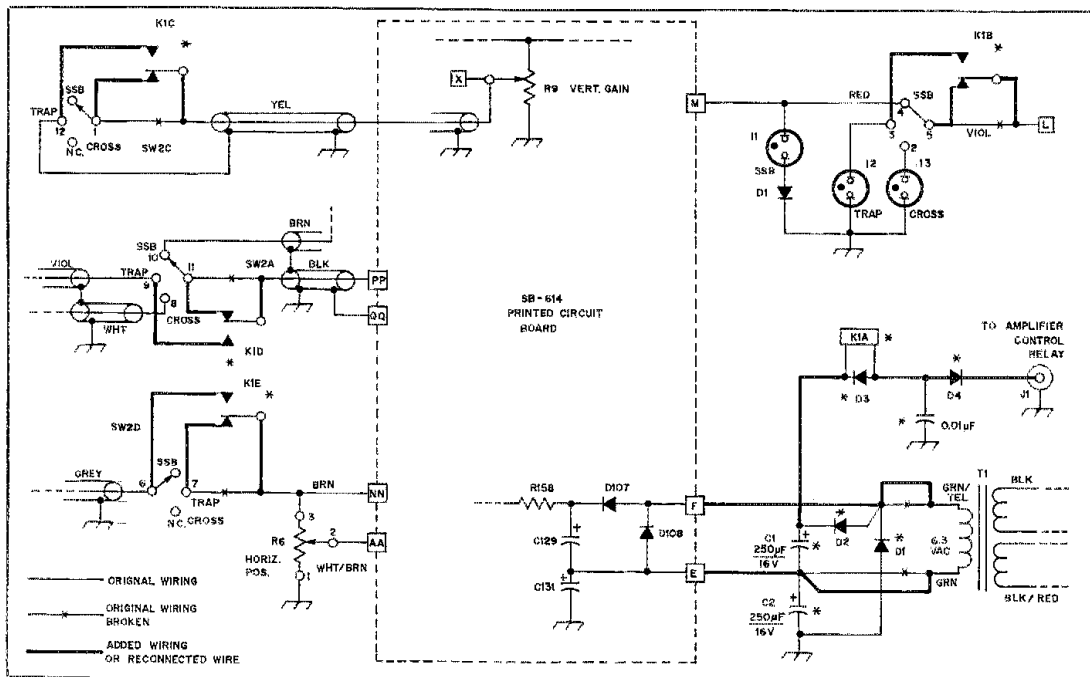 K1C
*
SSB
TRAP
12
1
N.C.
CROSS
SW2C
YEL
X
R9 VERT. GAIN
M
RED
K1B
*
SSB
4
3
5
VIOL
L
2
I1
SSB
D1
I2
TRAP
I3
CROSS
BRN
SSB
10
VIOL
TRAP
9
11
SW2A
BLK
PP
8
CROSS
WHT
QQ
K1D
*
SB-614
PRINTED CIRCUIT
BOARD
K1A
*
TO AMPLIFIER
CONTROL
RELAY
*
D3
*
D4
J1
*
0.01µF
K1E
*
SW2D
SSB
GREY
6
7
TRAP
N.C.
CROSS
BRN
NN
3
R6
2
AA
HORIZ.
POS.
WHT/BRN
1
R158
D107
F
+
C129
D108
+
C131
E
GRN/
YEL
T1
BLK
*
D2
*
D1
C1
+
250µF
*
16V
6.3
VAC
GRN
C2
+
250µF
*
16V
BLK/RED
ORIGNAL WIRING
ORIGINAL WIRING
BROKEN
ADDED WIRING
OR RECONNECTED WIRE